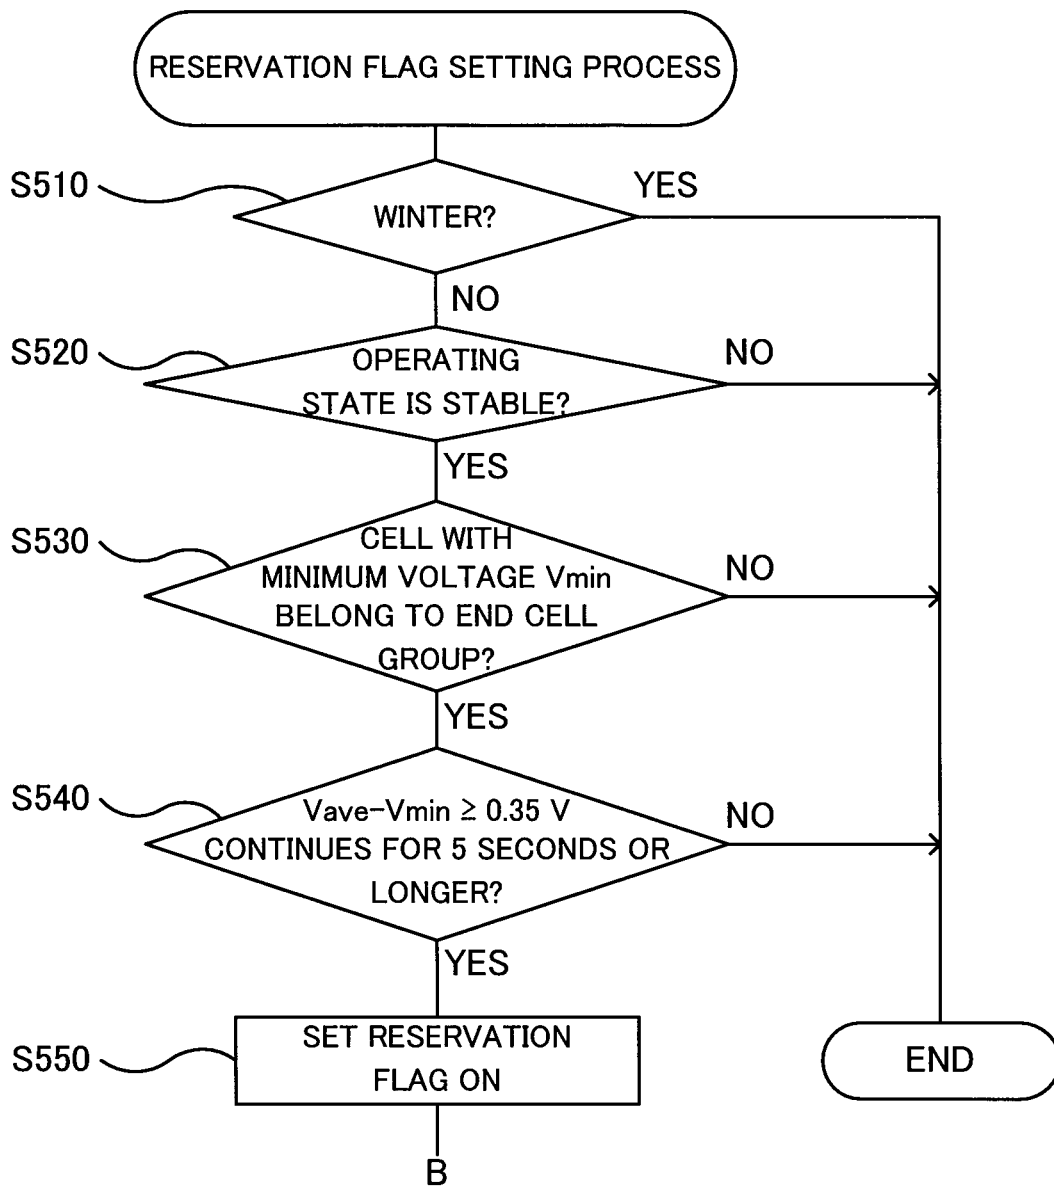 RESERVATION FLAG SETTING PROCESS
S510
WINTER?
YES
NO
S520
OPERATING
STATE IS STABLE?
NO
YES
S530
CELL WITH
MINIMUM VOLTAGE Vmin
BELONG TO END CELL
GROUP?
NO
YES
S540
Vave-Vmin ≥ 0.35 V
CONTINUES FOR 5 SECONDS OR
LONGER?
NO
YES
S550
SET RESERVATION
FLAG ON
END
B